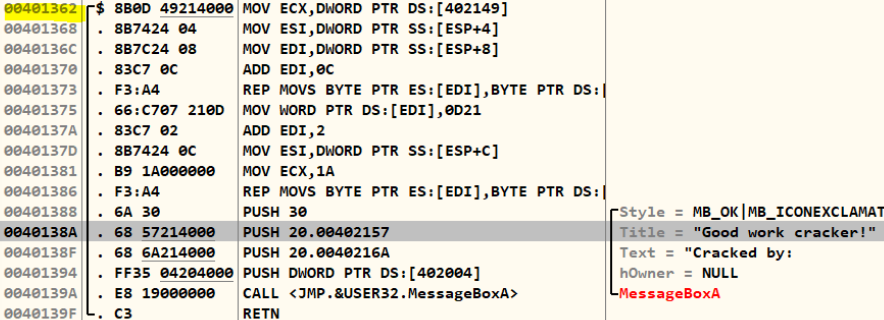 00401362 $ 8B0D 49214000 MOV ECX,DWORD PTR DS:[402149]
00401368 . 8B7424 04 MOV ESI,DWORD PTR SS:[ESP+4]
0040136C . 8B7C24 08 MOV EDI,DWORD PTR SS:[ESP+8]
00401370 . 83C7 0C ADD EDI,0C
00401373 . F3:A4 REP MOVS BYTE PTR ES:[EDI],BYTE PTR DS:[
00401375 . 66:C707 210D MOV WORD PTR DS:[EDI],0D21
0040137A . 83C7 02 ADD EDI,2
0040137D . 8B7424 0C MOV ESI,DWORD PTR SS:[ESP+C]
00401381 . B9 1A000000 MOV ECX,1A
00401386 . F3:A4 REP MOVS BYTE PTR ES:[EDI],BYTE PTR DS:[
00401388 . 6A 30 PUSH 30 Style = MB_OK|MB_ICONEXCLAMAT
0040138A . 68 57214000 PUSH 20.00402157 Title = "Good work cracker!"
0040138F . 68 6A214000 PUSH 20.0040216A Text = "Cracked by:
00401394 . FF35 04204000 PUSH DWORD PTR DS:[402004] hOwner = NULL
0040139A . E8 19000000 CALL <JMP.&USER32.MessageBoxA> MessageBoxA
0040139F . C3 RETN